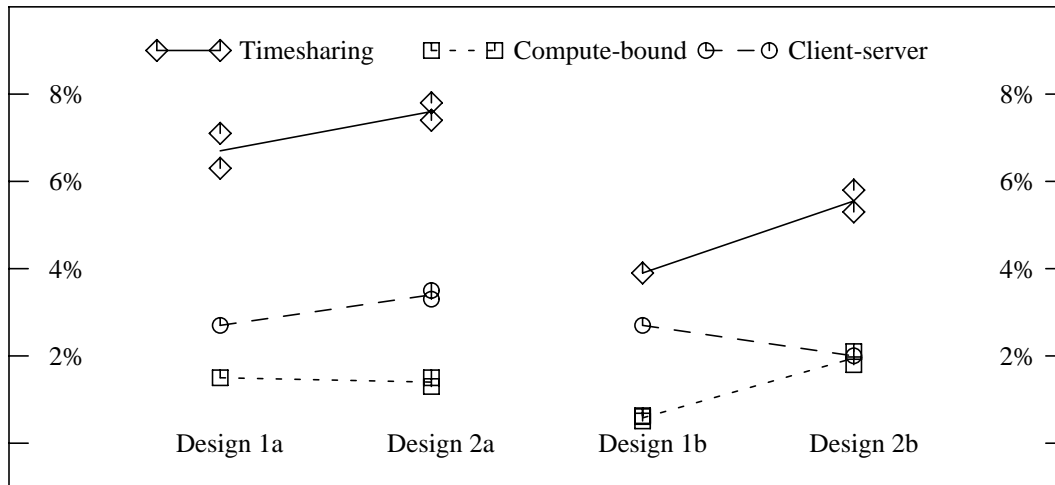 Timesharing Compute-bound Client-server
8% 8%
6% 6%
4% 4%
2% 2%
Design 1a Design 2a Design 1b Design 2b